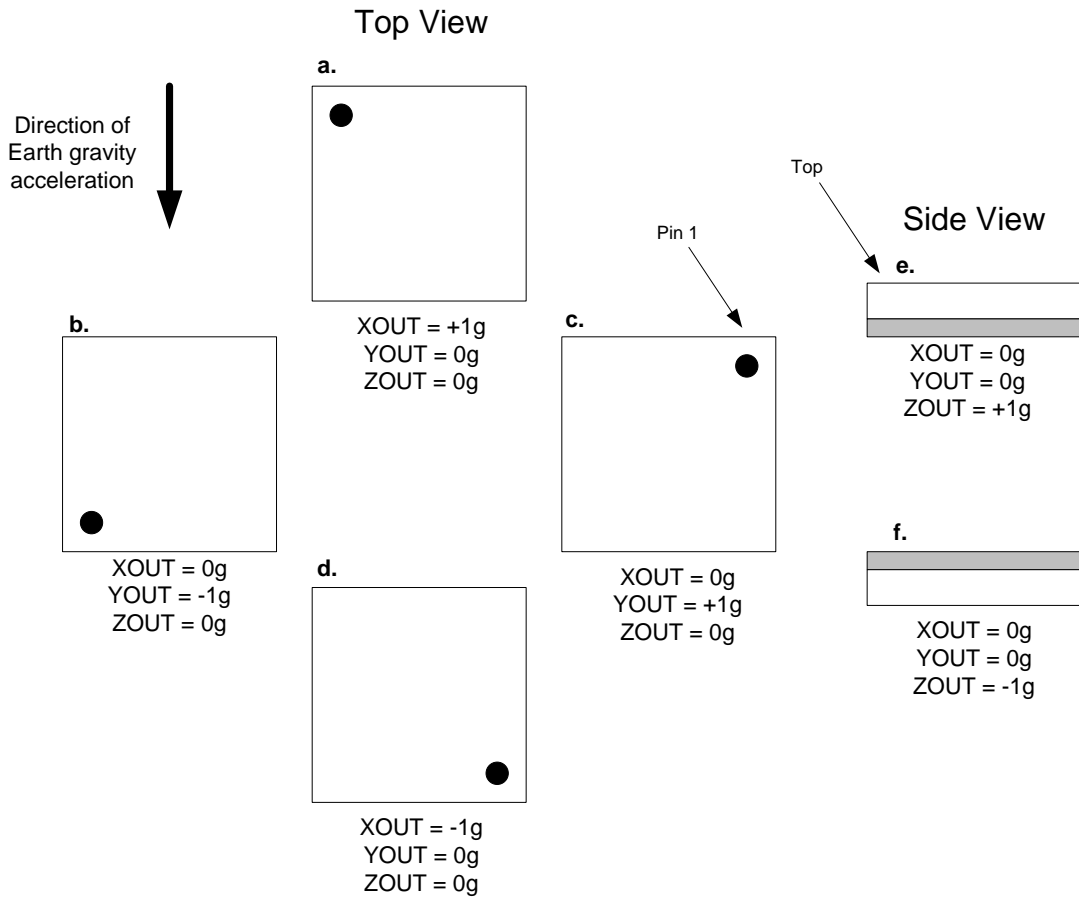 Top View
a.
Direction of
Earth gravity
acceleration
XOUT = +1g
YOUT = 0g
ZOUT = 0g
b.
XOUT = 0g
YOUT = -1g
ZOUT = 0g
Pin 1
c.
XOUT = 0g
YOUT = +1g
ZOUT = 0g
d.
XOUT = -1g
YOUT = 0g
ZOUT = 0g
Top
Side View
e.
XOUT = 0g
YOUT = 0g
ZOUT = +1g
f.
XOUT = 0g
YOUT = 0g
ZOUT = -1g